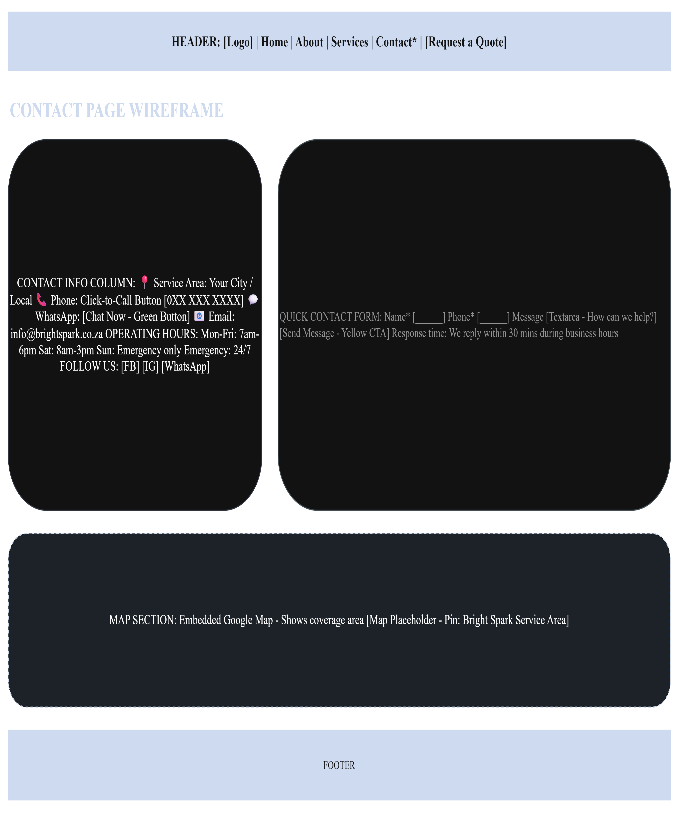 HEADER: [Logo] | Home | About | Services | Contact* | [Request a Quote]
CONTACT PAGE WIREFRAME
CONTACT INFO COLUMN: 📍 Service Area: Your City /
Local 📞 Phone: Click-to-Call Button [0XX XXX XXXX] 💬
WhatsApp: [Chat Now - Green Button] 📧 Email:
info@brightspark.co.za OPERATING HOURS: Mon-Fri: 7am-
6pm Sat: 8am-3pm Sun: Emergency only Emergency: 24/7
FOLLOW US: [FB] [IG] [WhatsApp]
QUICK CONTACT FORM: Name* [______] Phone* [______] Message [Textarea - How can we help?]
[Send Message - Yellow CTA] Response time: We reply within 30 mins during business hours
MAP SECTION: Embedded Google Map - Shows coverage area [Map Placeholder - Pin: Bright Spark Service Area]
FOOTER